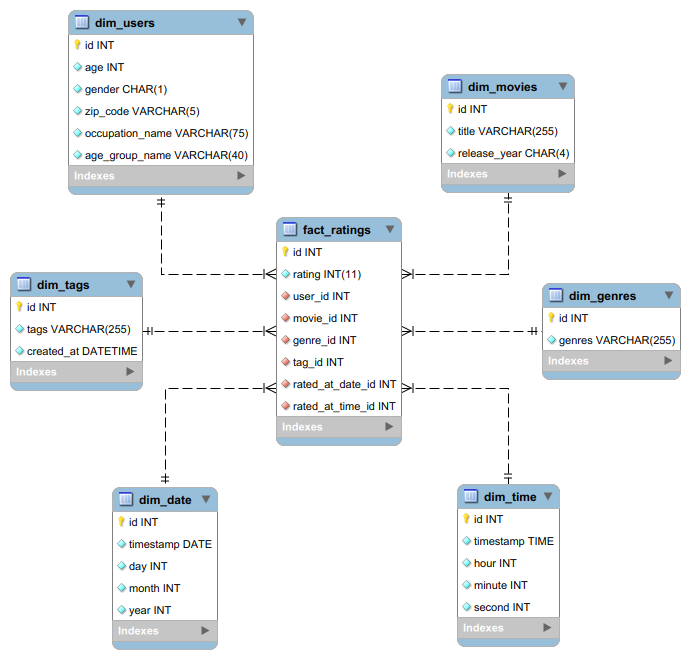 dim_users
id INT
age INT
gender CHAR(1)
zip_code VARCHAR(5)
occupation_name VARCHAR(75)
age_group_name VARCHAR(40)
Indexes
dim_movies
id INT
title VARCHAR(255)
release_year CHAR(4)
Indexes
fact_ratings
id INT
rating INT(11)
user_id INT
movie_id INT
genre_id INT
tag_id INT
rated_at_date_id INT
rated_at_time_id INT
Indexes
dim_tags
id INT
tags VARCHAR(255)
created_at DATETIME
Indexes
dim_genres
id INT
genres VARCHAR(255)
Indexes
dim_date
id INT
timestamp DATE
day INT
month INT
year INT
Indexes
dim_time
id INT
timestamp TIME
hour INT
minute INT
second INT
Indexes